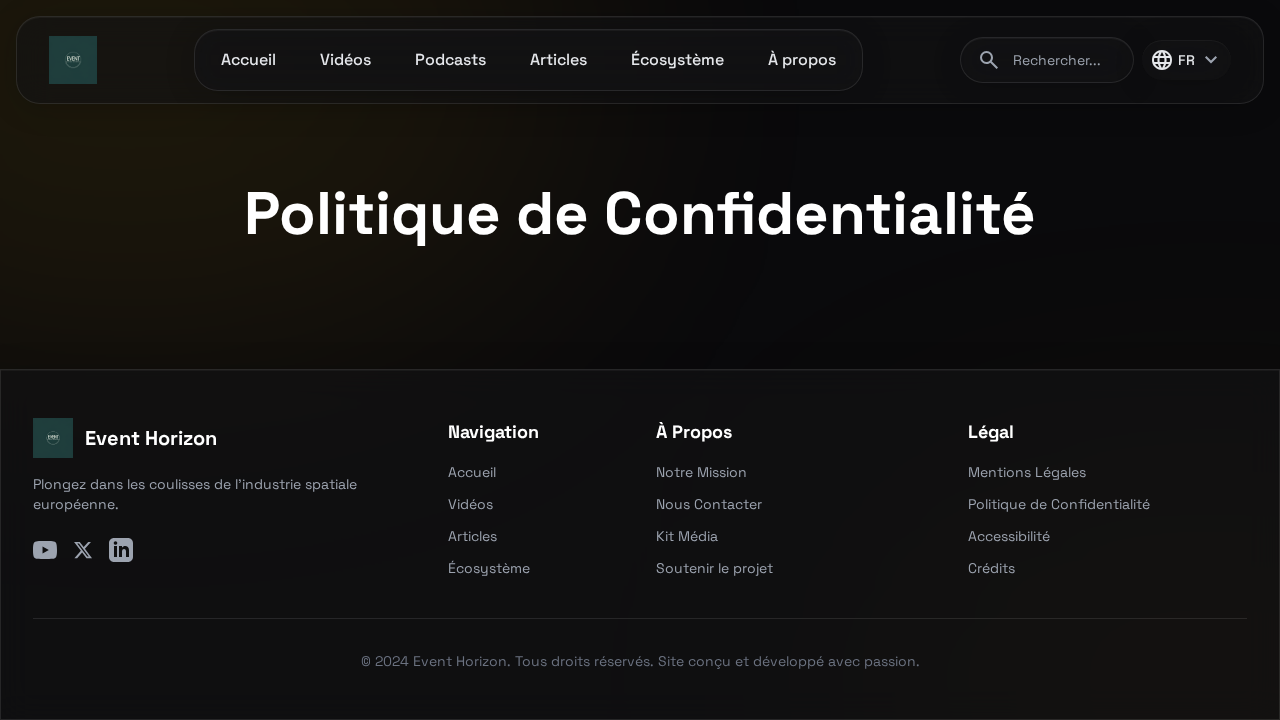 EVENT
Accueil
Vidéos
Podcasts
Articles
Écosystème
À propos
Rechercher...
FR
Politique de Confidentialité
EVENT
Event Horizon
Plongez dans les coulisses de l'industrie spatiale
européenne.
Navigation
Accueil
Vidéos
Articles
Écosystème
À Propos
Notre Mission
Nous Contacter
Kit Média
Soutenir le projet
Légal
Mentions Légales
Politique de Confidentialité
Accessibilité
Crédits
© 2024 Event Horizon. Tous droits réservés. Site conçu et développé avec passion.